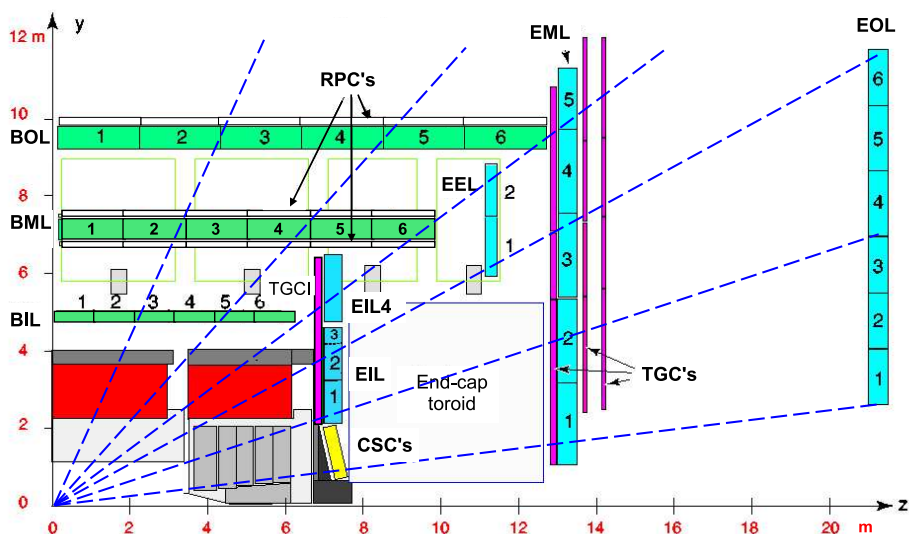 y
12 m
EML
EOL
RPC's
5
6
10
BOL
1 2 3 4 5 6
5
4
8
EEL
2
4
BML
1 2 3 4 5 6
1
3
3
6
TGCI
EIL4
1 2 3 4 5 6
BIL
2
2
4
3
2
EIL
End-cap
toroid
TGC's
1
1
1
2
CSC's
0
z
0 2 4 6 8 10 12 14 16 18 20 m